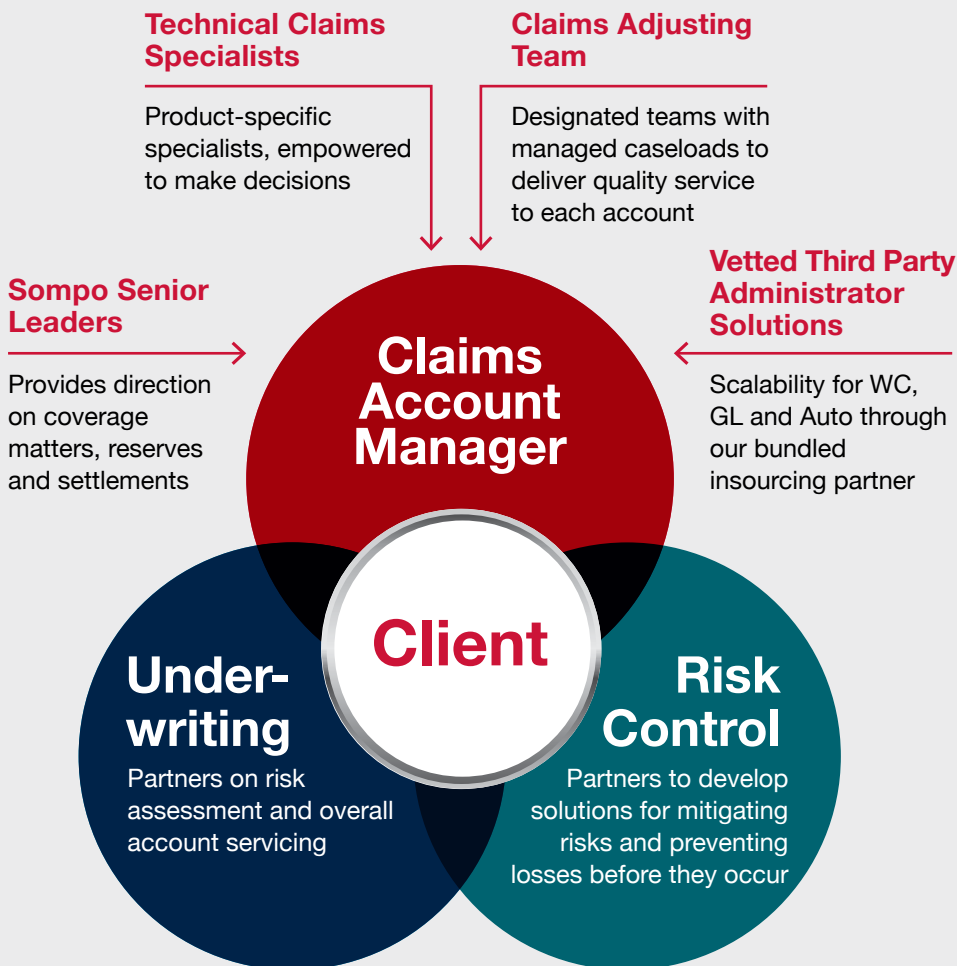 Technical Claims
Specialists
Product-specific
specialists, empowered
to make decisions
Claims Adjusting
Team
Designated teams with
managed caseloads to
deliver quality service
to each account
Sompo Senior
Leaders
Provides direction
on coverage
matters, reserves
and settlements
Vetted Third Party
Administrator
Solutions
Scalability for WC,
GL and Auto through
our bundled
insourcing partner
Claims
Account
Manager
Client
Under-
writing
Partners on risk
assessment and overall
account servicing
Risk
Control
Partners to develop
solutions for mitigating
risks and preventing
losses before they occur